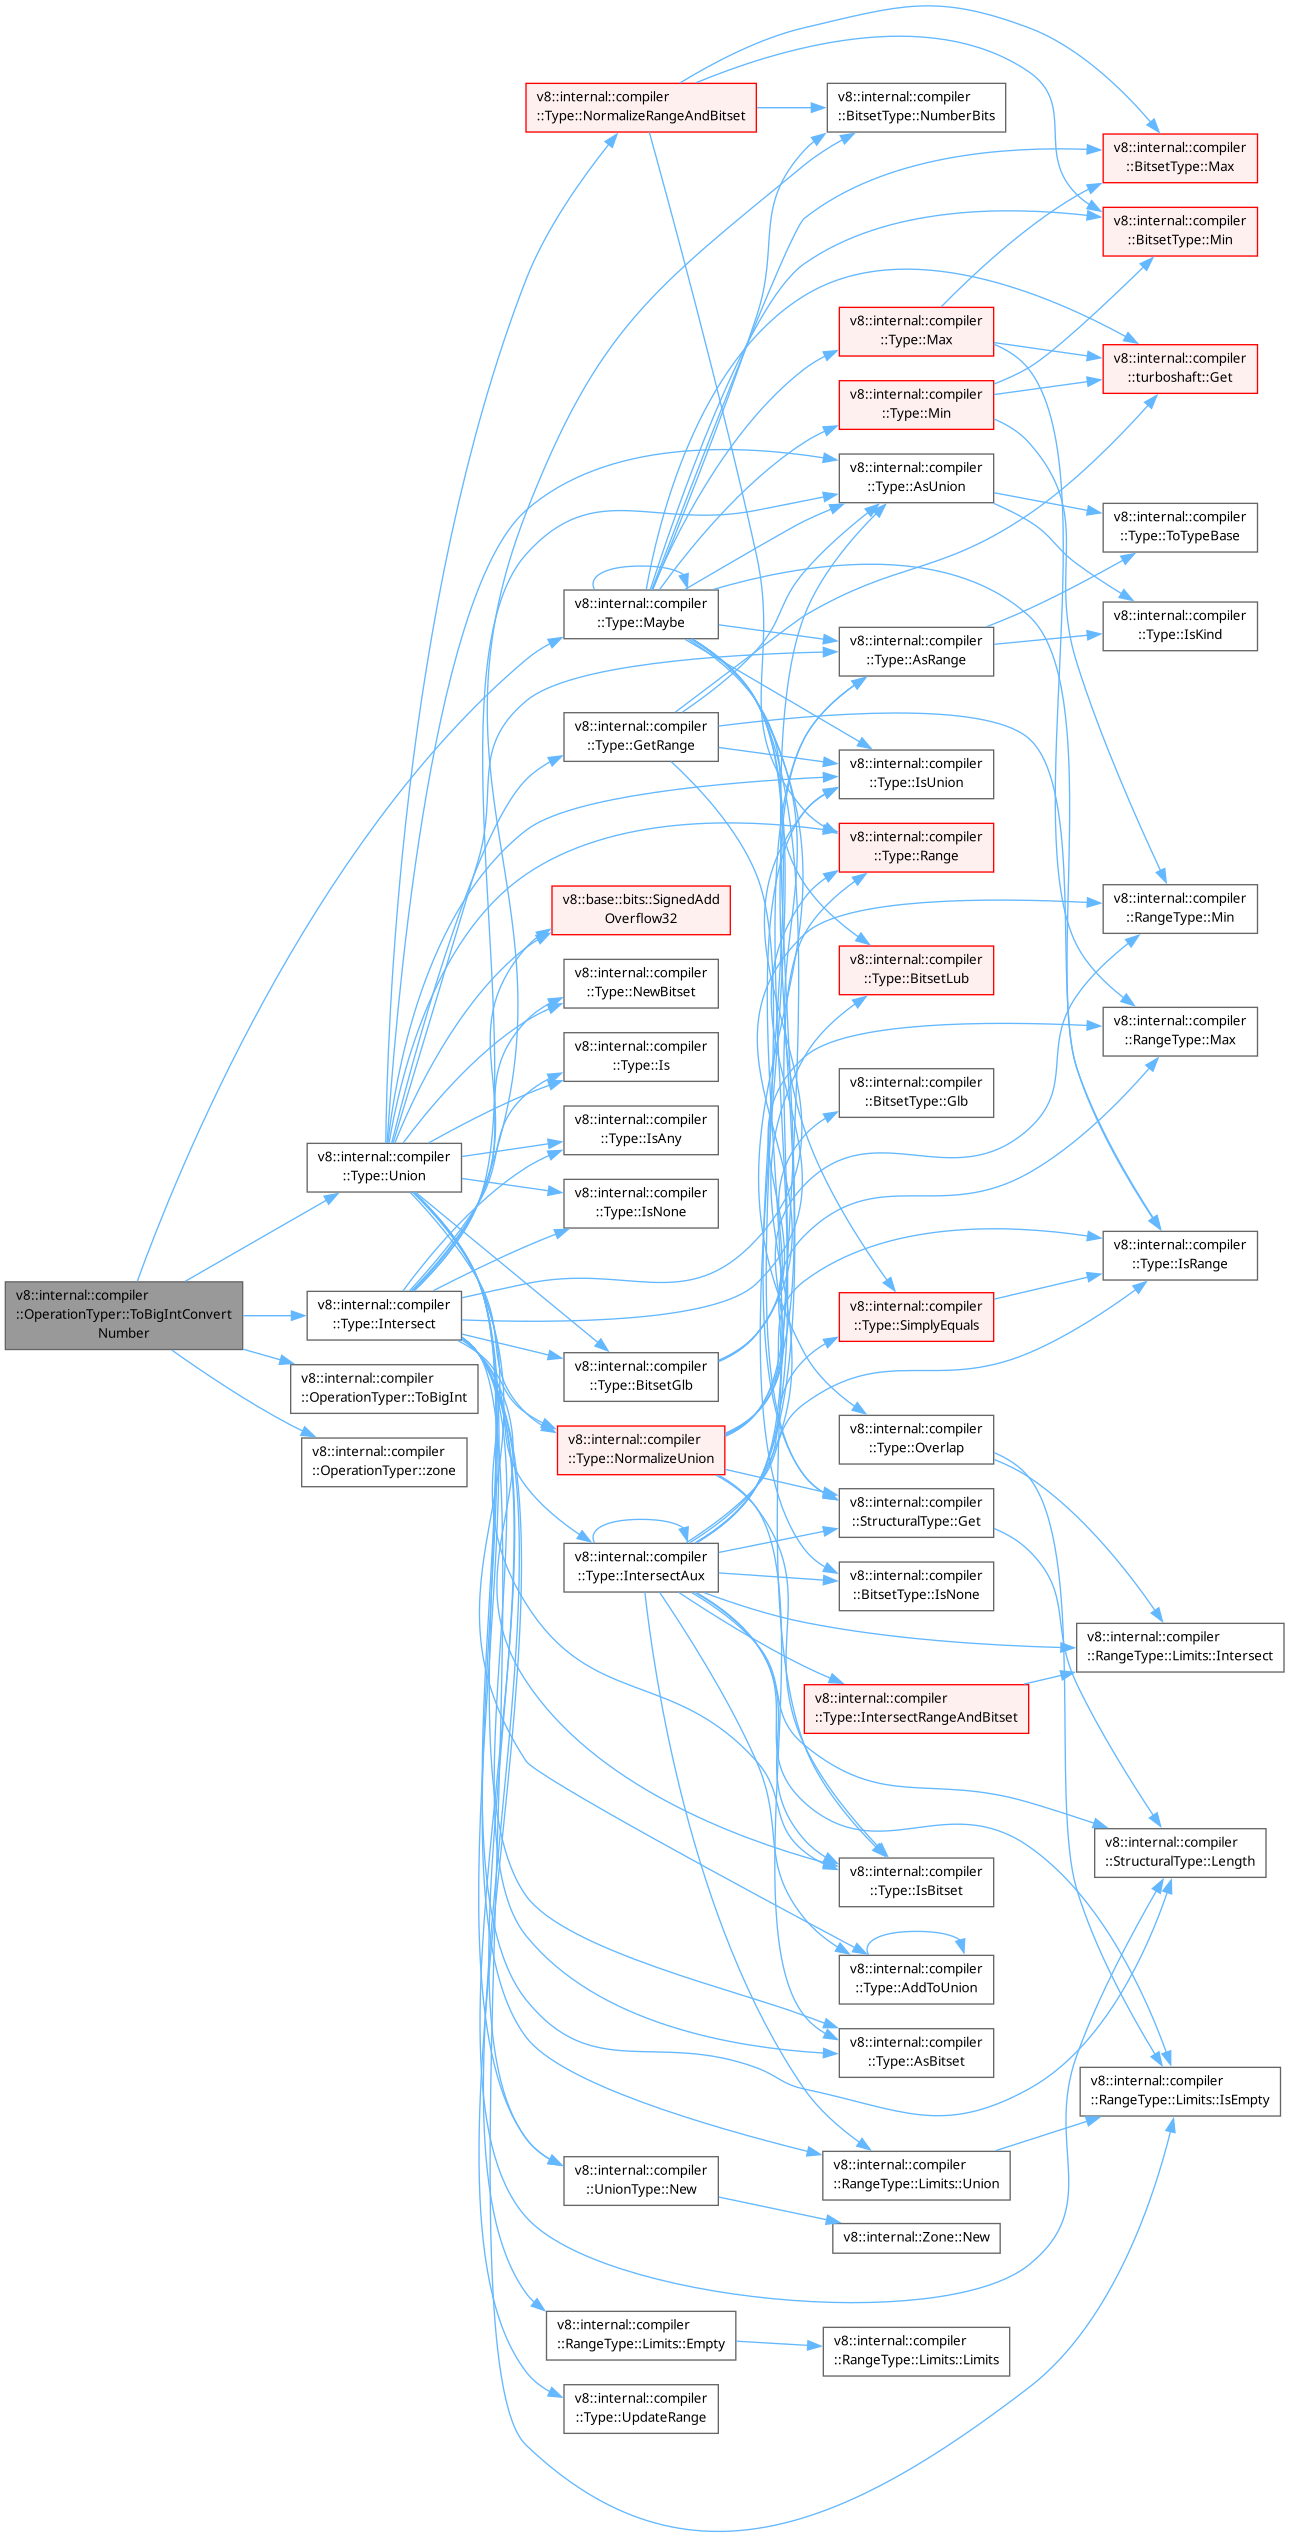 v8::internal::compiler
::Type::NormalizeRangeAndBitset
v8::internal::compiler
::BitsetType::NumberBits
v8::internal::compiler
::BitsetType::Max
v8::internal::compiler
::BitsetType::Min
v8::internal::compiler
::Type::Max
v8::internal::compiler
::turboshaft::Get
v8::internal::compiler
::Type::Min
v8::internal::compiler
::Type::AsUnion
v8::internal::compiler
::Type::ToTypeBase
v8::internal::compiler
::Type::Maybe
v8::internal::compiler
::Type::AsRange
v8::internal::compiler
::Type::IsKind
v8::internal::compiler
::Type::GetRange
v8::internal::compiler
::Type::IsUnion
v8::internal::compiler
::Type::Range
v8::base::bits::SignedAdd
Overflow32
v8::internal::compiler
::RangeType::Min
v8::internal::compiler
::Type::NewBitset
v8::internal::compiler
::Type::BitsetLub
v8::internal::compiler
::Type::Is
v8::internal::compiler
::RangeType::Max
v8::internal::compiler
::BitsetType::Glb
v8::internal::compiler
::Type::IsAny
v8::internal::compiler
::Type::Union
v8::internal::compiler
::Type::IsNone
v8::internal::compiler
::Type::IsRange
v8::internal::compiler
::OperationTyper::ToBigIntConvert
Number
v8::internal::compiler
::Type::Intersect
v8::internal::compiler
::Type::SimplyEquals
v8::internal::compiler
::OperationTyper::ToBigInt
v8::internal::compiler
::Type::BitsetGlb
v8::internal::compiler
::OperationTyper::zone
v8::internal::compiler
::Type::NormalizeUnion
v8::internal::compiler
::Type::Overlap
v8::internal::compiler
::StructuralType::Get
v8::internal::compiler
::Type::IntersectAux
v8::internal::compiler
::BitsetType::IsNone
v8::internal::compiler
::RangeType::Limits::Intersect
v8::internal::compiler
::Type::IntersectRangeAndBitset
v8::internal::compiler
::StructuralType::Length
v8::internal::compiler
::Type::IsBitset
v8::internal::compiler
::Type::AddToUnion
v8::internal::compiler
::Type::AsBitset
v8::internal::compiler
::RangeType::Limits::IsEmpty
v8::internal::compiler
::UnionType::New
v8::internal::compiler
::RangeType::Limits::Union
v8::internal::Zone::New
v8::internal::compiler
::RangeType::Limits::Empty
v8::internal::compiler
::RangeType::Limits::Limits
v8::internal::compiler
::Type::UpdateRange